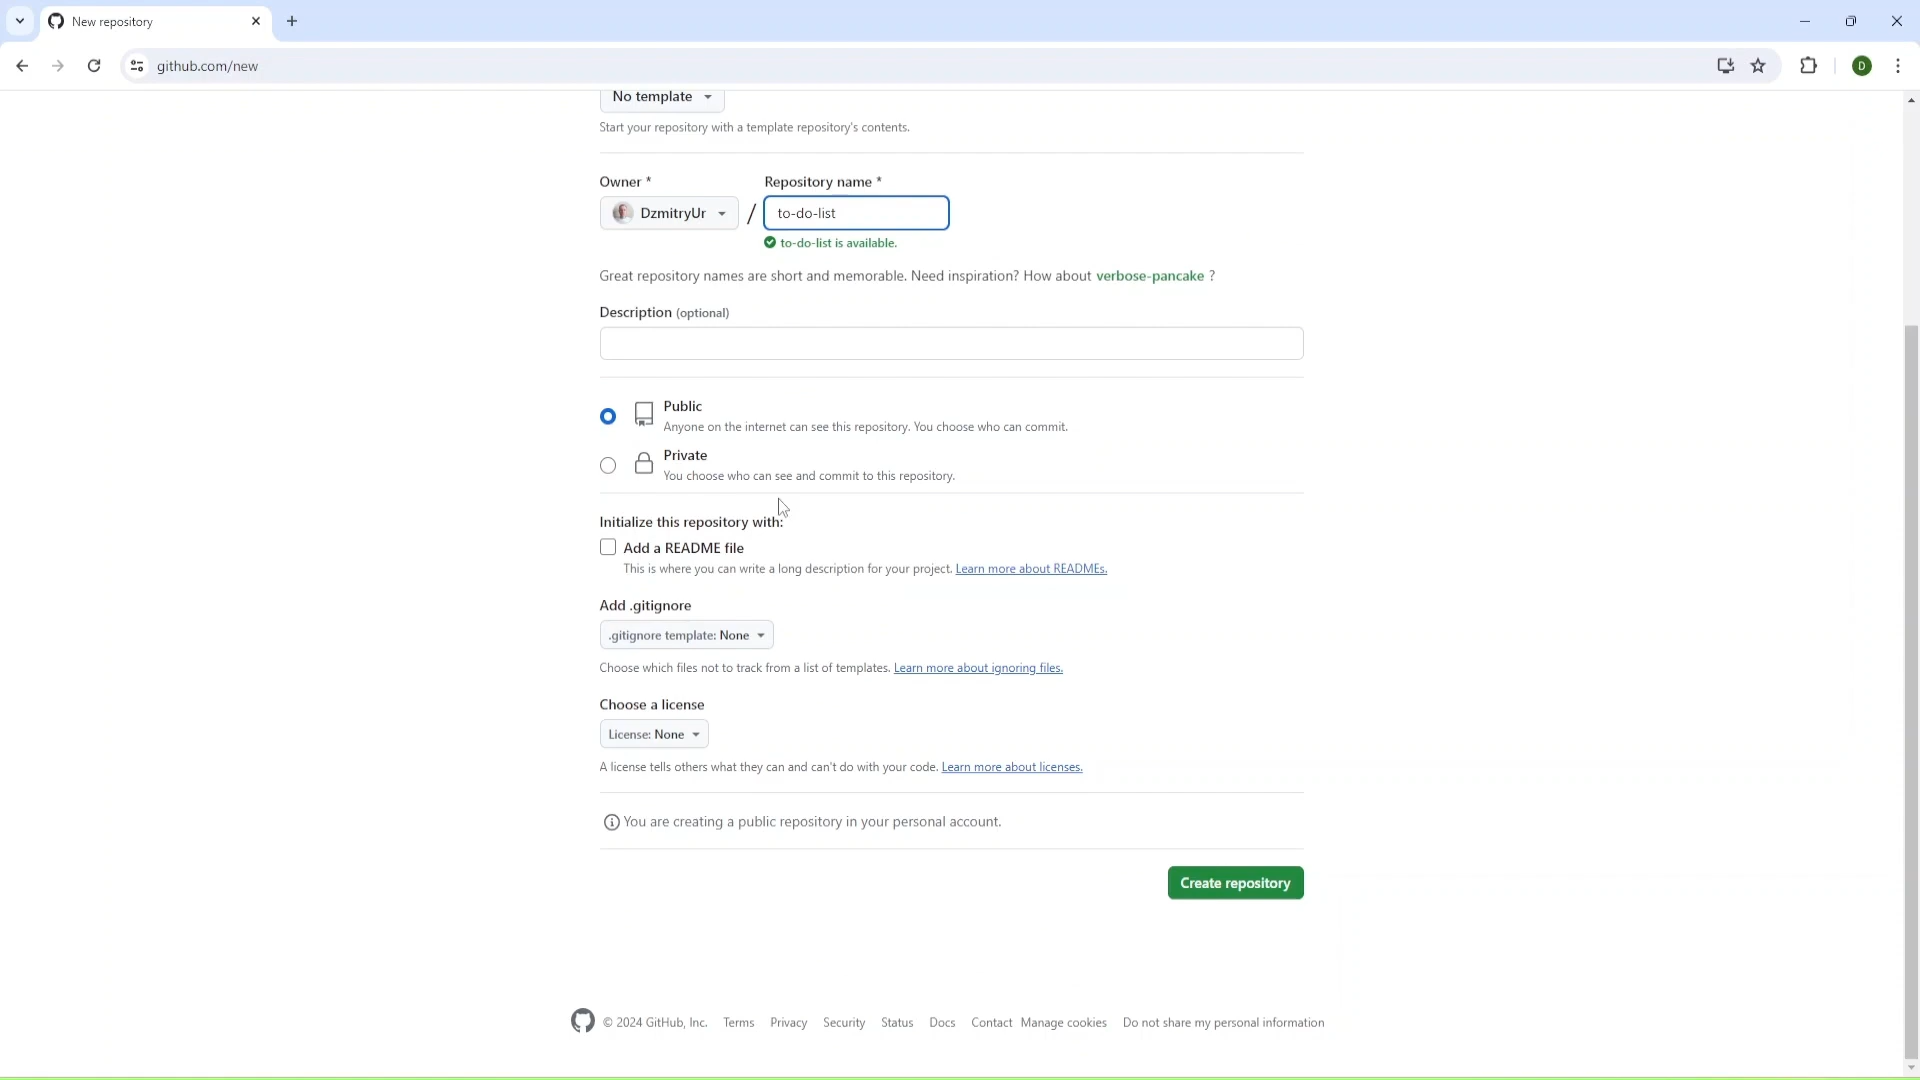 New repository
github.com/new
D
No template
Start your repository with a template repository's contents.
Owner *
Repository name *
DzmitryUr
/
to-do-list
to-do-list is available.
Great repository names are short and memorable. Need inspiration? How about verbose-pancake ?
Description (optional)
Public
Anyone on the internet can see this repository. You choose who can commit.
Private
You choose who can see and commit to this repository.
Initialize this repository with:
Add a README file
This is where you can write a long description for your project. Learn more about READMEs.
Add .gitignore
.gitignore template: None
Choose which files not to track from a list of templates. Learn more about ignoring files.
Choose a license
License: None
A license tells others what they can and can't do with your code. Learn more about licenses.
You are creating a public repository in your personal account.
Create repository
© 2024 GitHub, Inc. Terms Privacy Security Status Docs Contact Manage cookies Do not share my personal information